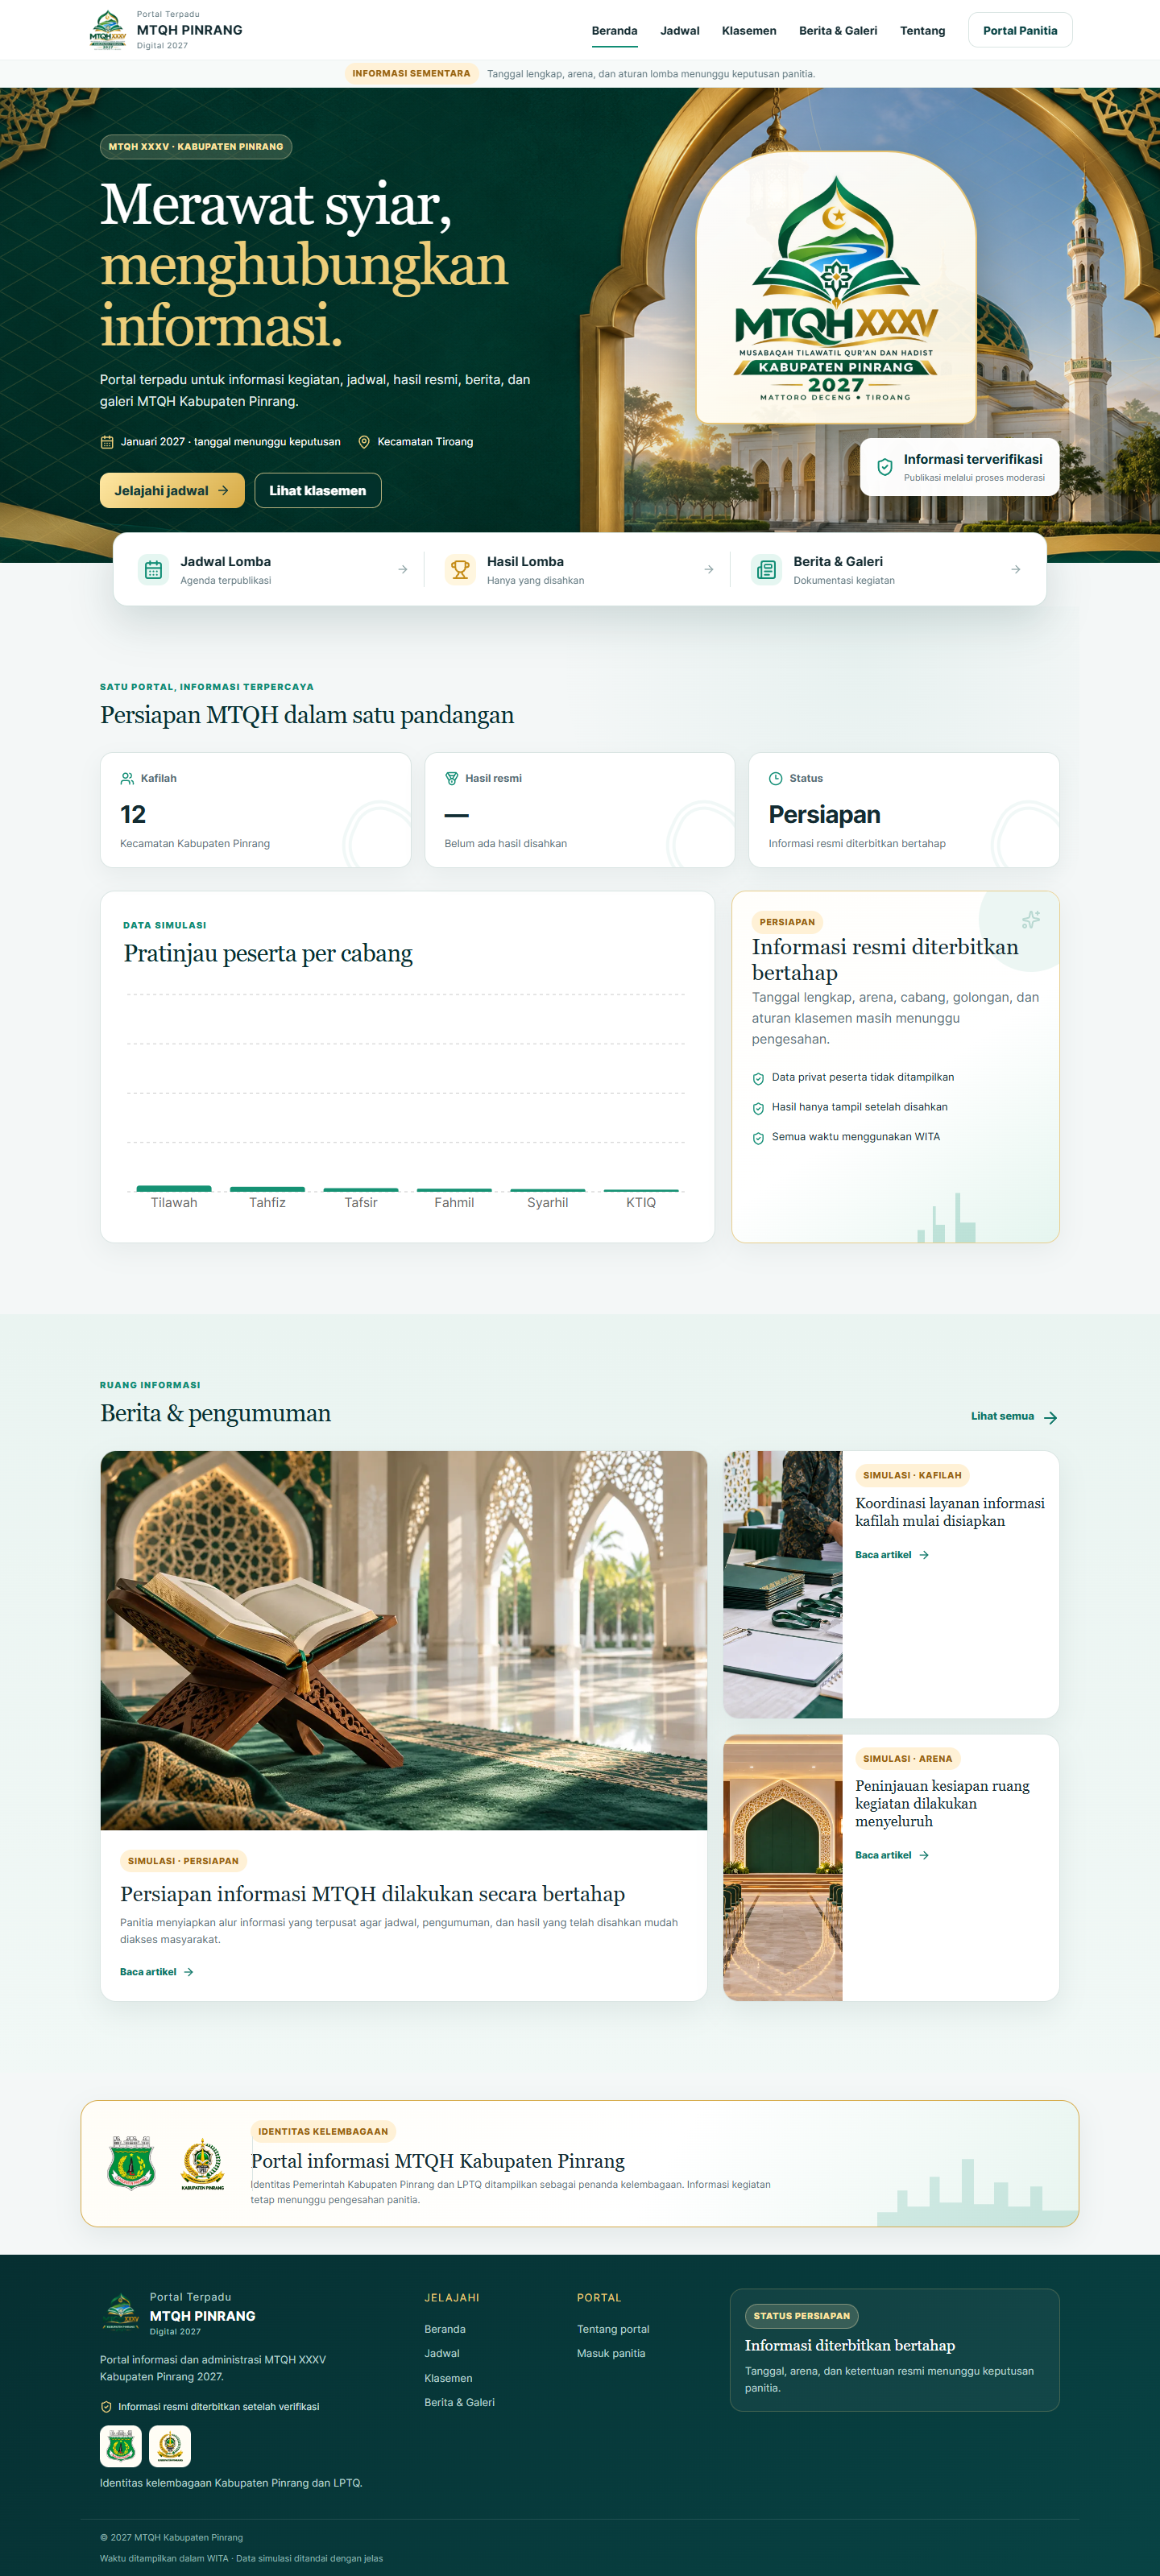 Portal Terpadu
MTQH PINRANG
Digital 2027
Beranda
Jadwal
Klasemen
Berita & Galeri
Tentang
Portal Panitia
INFORMASI SEMENTARA
Tanggal lengkap, arena, dan aturan lomba menunggu keputusan panitia.
MTQH XXXV · KABUPATEN PINRANG
Merawat syiar,
menghubungkan
informasi.
Portal terpadu untuk informasi kegiatan, jadwal, hasil resmi, berita, dan
galeri MTQH Kabupaten Pinrang.
Januari 2027 · tanggal menunggu keputusan
Kecamatan Tiroang
Jelajahi jadwal
Lihat klasemen
MTQH XXXV
MUSABAQAH TILAWATIL QUR'AN DAN HADIST
KABUPATEN PINRANG
2027
MATTORO DECENG • TIROANG
Informasi terverifikasi
Publikasi melalui proses moderasi
Jadwal Lomba
Agenda terpublikasi
Hasil Lomba
Hanya yang disahkan
Berita & Galeri
Dokumentasi kegiatan
SATU PORTAL, INFORMASI TERPERCAYA
Persiapan MTQH dalam satu pandangan
Kafilah
12
Kecamatan Kabupaten Pinrang
Hasil resmi
—
Belum ada hasil disahkan
Status
Persiapan
Informasi resmi diterbitkan bertahap
DATA SIMULASI
Pratinjau peserta per cabang
Tilawah
Tahfiz
Tafsir
Fahmil
Syarhil
KTIQ
PERSIAPAN
Informasi resmi diterbitkan
bertahap
Tanggal lengkap, arena, cabang, golongan, dan
aturan klasemen masih menunggu
pengesahan.
Data privat peserta tidak ditampilkan
Hasil hanya tampil setelah disahkan
Semua waktu menggunakan WITA
RUANG INFORMASI
Berita & pengumuman
Lihat semua
SIMULASI · PERSIAPAN
Persiapan informasi MTQH dilakukan secara bertahap
Panitia menyiapkan alur informasi yang terpusat agar jadwal, pengumuman, dan hasil yang telah disahkan mudah
diakses masyarakat.
Baca artikel
SIMULASI · KAFILAH
Koordinasi layanan informasi
kafilah mulai disiapkan
Baca artikel
SIMULASI · ARENA
Peninjauan kesiapan ruang
kegiatan dilakukan
menyeluruh
Baca artikel
KABUPATEN PINRANG
IDENTITAS KELEMBAGAAN
Portal informasi MTQH Kabupaten Pinrang
Identitas Pemerintah Kabupaten Pinrang dan LPTQ ditampilkan sebagai penanda kelembagaan. Informasi kegiatan
tetap menunggu pengesahan panitia.
Portal Terpadu
MTQH PINRANG
Digital 2027
Portal informasi dan administrasi MTQH XXXV
Kabupaten Pinrang 2027.
Informasi resmi diterbitkan setelah verifikasi
Identitas kelembagaan Kabupaten Pinrang dan LPTQ.
JELAJAHI
Beranda
Jadwal
Klasemen
Berita & Galeri
PORTAL
Tentang portal
Masuk panitia
STATUS PERSIAPAN
Informasi diterbitkan bertahap
Tanggal, arena, dan ketentuan resmi menunggu keputusan
panitia.
© 2027 MTQH Kabupaten Pinrang
Waktu ditampilkan dalam WITA · Data simulasi ditandai dengan jelas